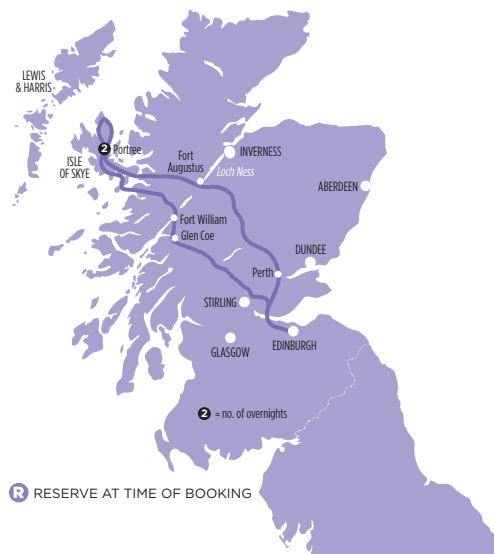 LEWIS
& HARRIS
2 Portree
ISLE
OF SKYE
Fort
Augustus
INVERNESS
Loch Ness
ABERDEEN
Fort William
Glen Coe
DUNDEE
Perth
STIRLING
GLASGOW
EDINBURGH
2 = no. of overnights
R RESERVE AT TIME OF BOOKING